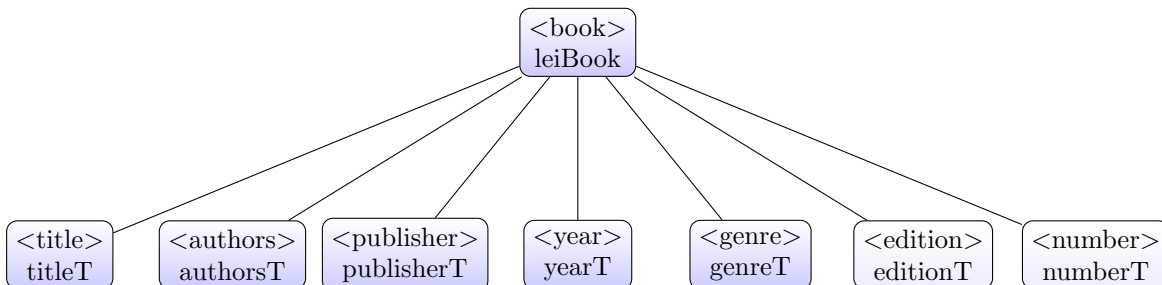 <book>
leiBook
<title>
titleT
<authors>
authorsT
<publisher>
publisherT
<year>
yearT
<genre>
genreT
<edition>
editionT
<number>
numberT